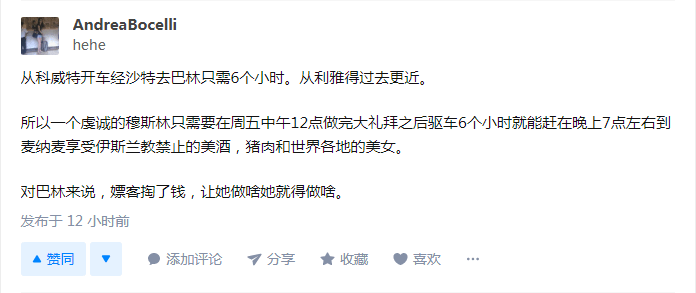 AndreaBocelli
hehe
从科威特开车经沙特去巴林只需6个小时。从利雅得过去更近。
所以一个虔诚的穆斯林只需要在周五中午12点做完大礼拜之后驱车6个小时就能赶在晚上7点左右到
麦纳麦享受伊斯兰教禁止的美酒，猪肉和世界各地的美女。
对巴林来说，嫖客掏了钱，让她做啥她就得做啥。
发布于 12 小时前
赞同 添加评论 分享 收藏 喜欢 ···